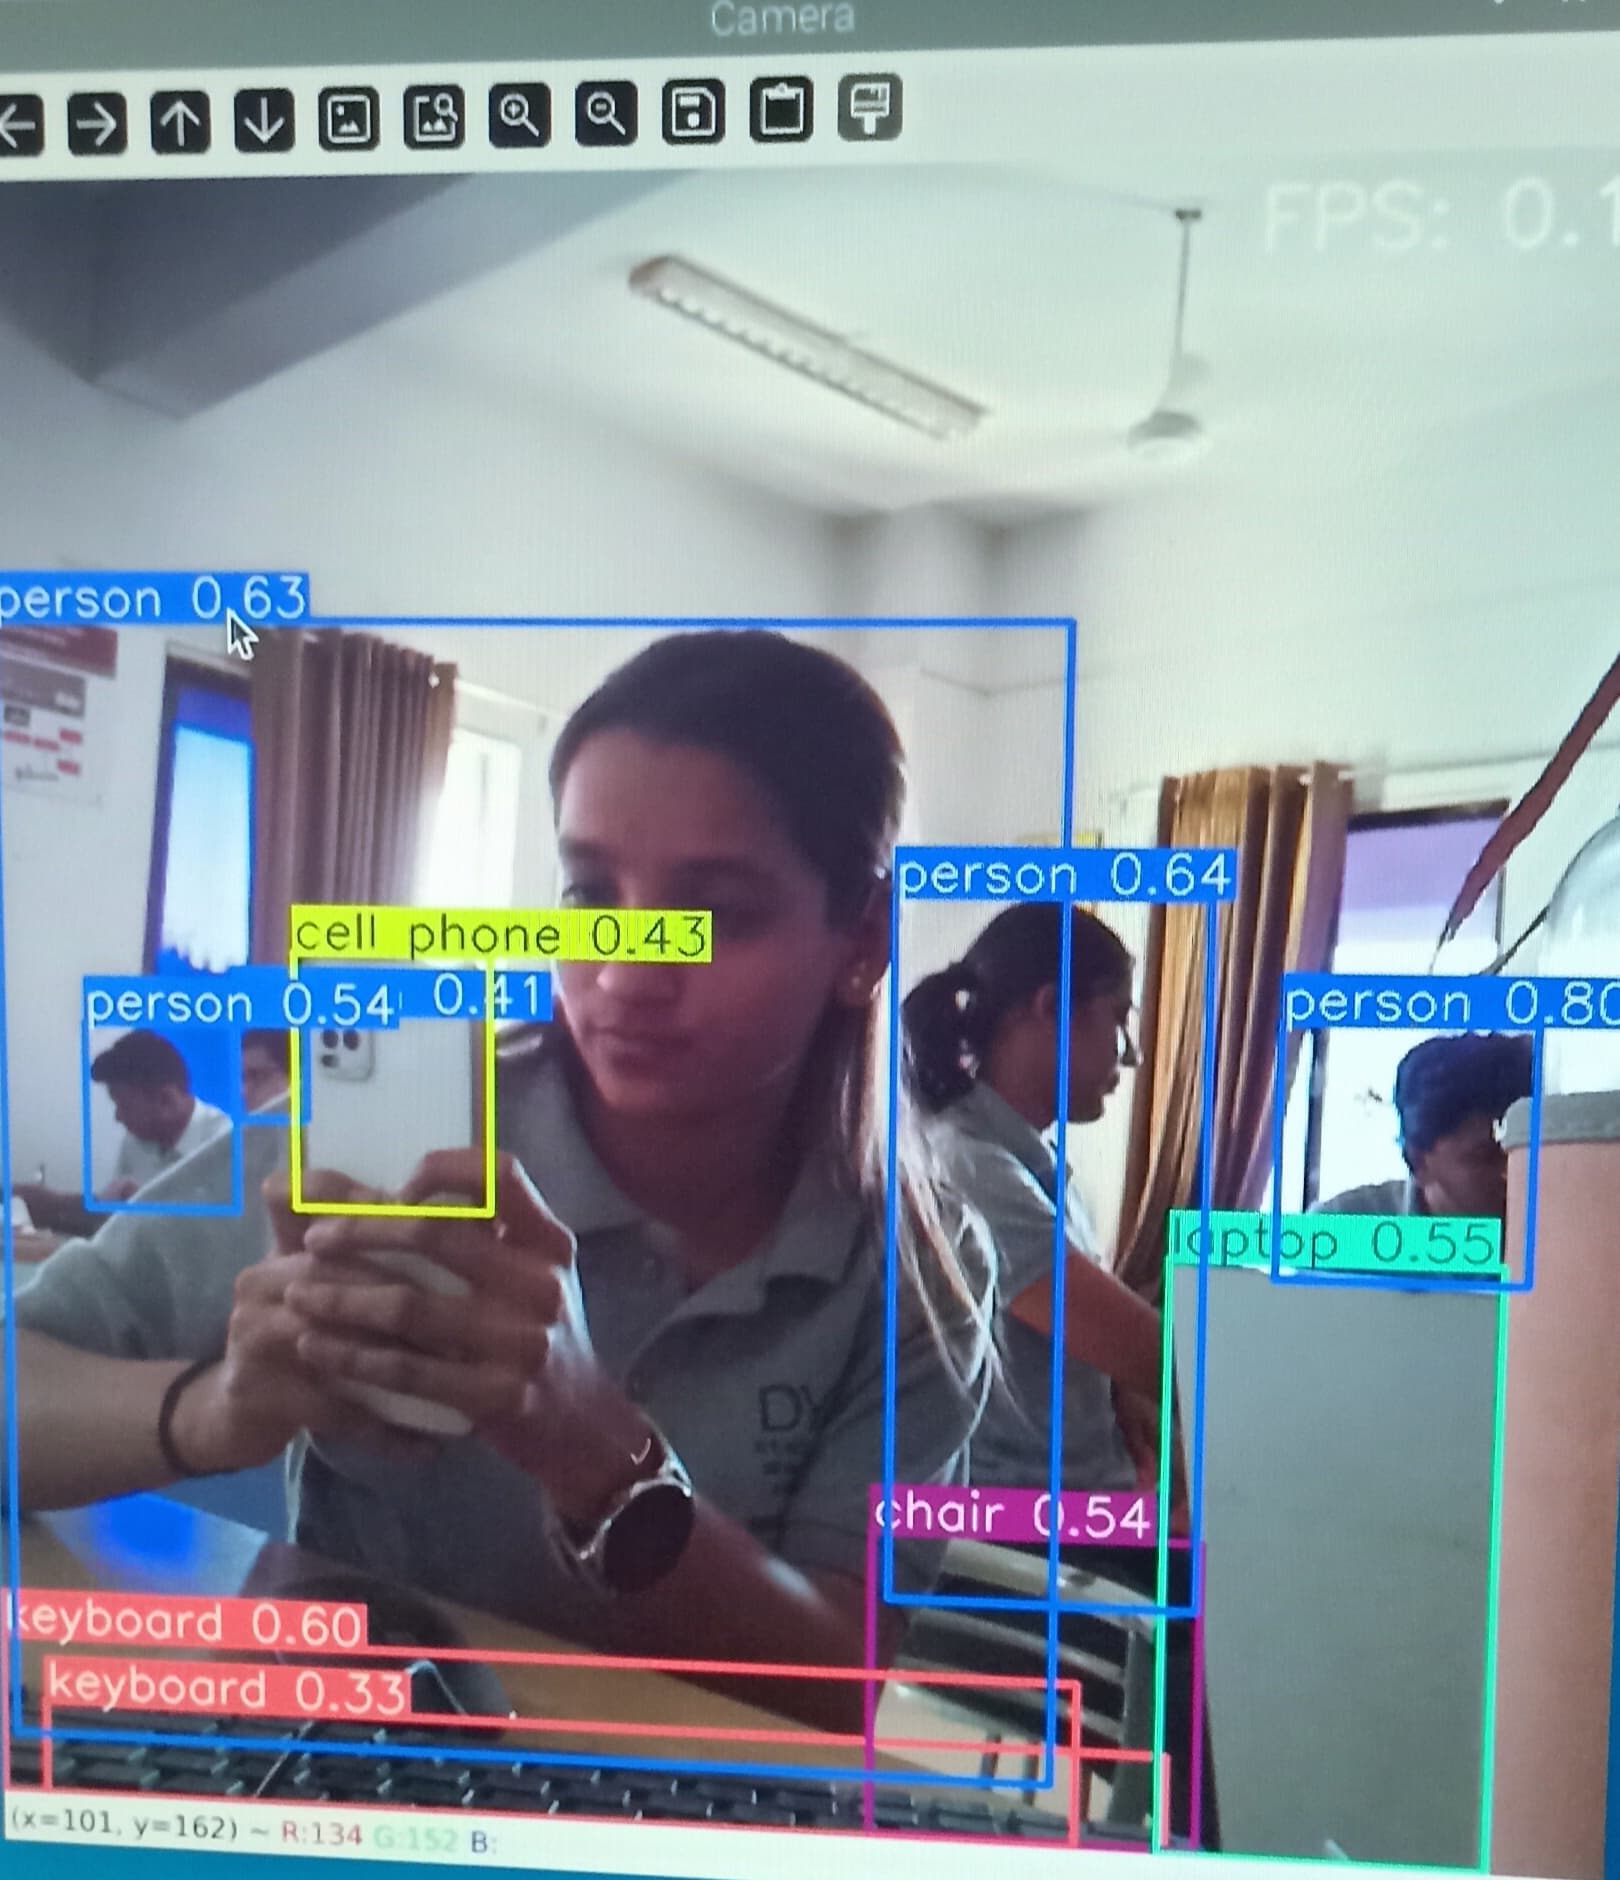 Camera
FPS: 0.1
person 0.63
person 0.64
cell phone 0.43
person 0.54
0.41
person 0.80
laptop 0.55
chair 0.54
keyboard 0.60
keyboard 0.33
(x=101, y=162) ~ R:134 G:152 B: